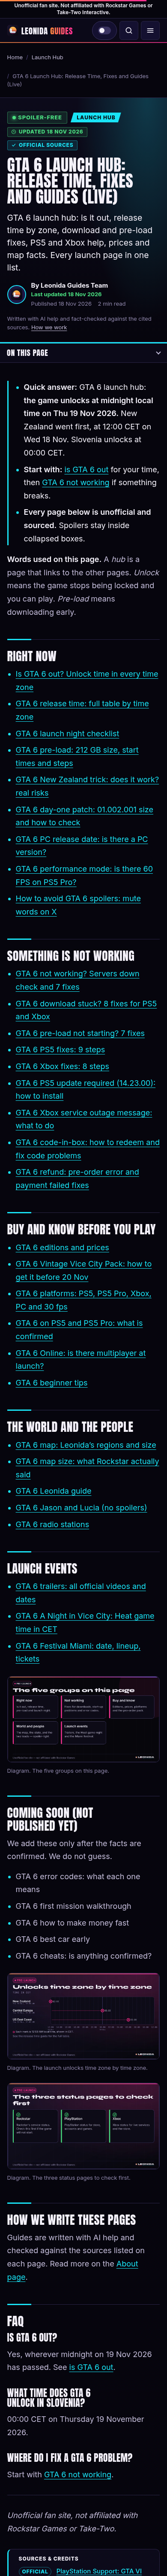 Unofficial fan site. Not affiliated with Rockstar Games or
Take-Two Interactive.
LEONIDA GUIDES
Home / Launch Hub
/ GTA 6 Launch Hub: Release Time, Fixes and Guides
(Live)
SPOILER-FREE
LAUNCH HUB
UPDATED 18 NOV 2026
OFFICIAL SOURCES
GTA 6 LAUNCH HUB:
RELEASE TIME, FIXES
AND GUIDES (LIVE)
GTA 6 launch hub: is it out,
release times, download and pre-load
fixes, PS5 and Xbox help, prices and
map facts. Every launch page in one
list.
By Leonida Guides Team
Last updated 18 Nov 2026
Published 18 Nov 2026 2 min read
Written with AI help and fact-checked against the cited
sources. How we work
ON THIS PAGE
Quick answer: GTA 6 launch hub:
the game unlocks at midnight local
time on Thu 19 Nov 2026. New
Zealand went first, at 12:00 CET on
Wed 18 Nov. Slovenia unlocks at
00:00 CET.
Start with: is GTA 6 out for your time,
then GTA 6 not working if something
breaks.
Every page below is unofficial and
sourced. Spoilers stay inside
collapsed boxes.
Words used on this page. A hub is a
page that links to the other pages. Unlock
means the game stops being locked and
you can play. Pre-load means
downloading early.
RIGHT NOW
Is GTA 6 out? Unlock time in every time
zone
GTA 6 release time: full table by time
zone
GTA 6 launch night checklist
GTA 6 pre-load: 212 GB size, start
times and steps
GTA 6 New Zealand trick: does it work?
real risks
GTA 6 day-one patch: 01.002.001 size
and how to check
GTA 6 PC release date: is there a PC
version?
GTA 6 performance mode: is there 60
FPS on PS5 Pro?
How to avoid GTA 6 spoilers: mute
words on X
SOMETHING IS NOT WORKING
GTA 6 not working? Servers down
check and 7 fixes
GTA 6 download stuck? 8 fixes for PS5
and Xbox
GTA 6 pre-load not starting? 7 fixes
GTA 6 PS5 fixes: 9 steps
GTA 6 Xbox fixes: 8 steps
GTA 6 PS5 update required (14.23.00):
how to install
GTA 6 Xbox service outage message:
what to do
GTA 6 code-in-box: how to redeem and
fix code problems
GTA 6 refund: pre-order error and
payment failed fixes
BUY AND KNOW BEFORE YOU PLAY
GTA 6 editions and prices
GTA 6 Vintage Vice City Pack: how to
get it before 20 Nov
GTA 6 platforms: PS5, PS5 Pro, Xbox,
PC and 30 fps
GTA 6 on PS5 and PS5 Pro: what is
confirmed
GTA 6 Online: is there multiplayer at
launch?
GTA 6 beginner tips
THE WORLD AND THE PEOPLE
GTA 6 map: Leonida's regions and size
GTA 6 map size: what Rockstar actually
said
GTA 6 Leonida guide
GTA 6 Jason and Lucia (no spoilers)
GTA 6 radio stations
LAUNCH EVENTS
GTA 6 trailers: all official videos and
dates
GTA 6 A Night in Vice City: Heat game
time in CET
GTA 6 Festival Miami: date, lineup,
tickets
The five groups on this page
Right now
Not working
Buy and know
World and people
Launch events
Diagram. The five groups on this page.
COMING SOON (NOT
PUBLISHED YET)
We add these only after the facts are
confirmed. We do not guess.
GTA 6 error codes: what each one
means
GTA 6 first mission walkthrough
GTA 6 how to make money fast
GTA 6 best car early
GTA 6 cheats: is anything confirmed?
Unlocks time zone by time zone
Diagram. The launch unlocks time zone by time zone.
The three status pages to check
first
Rockstar
PlayStation
Xbox
Diagram. The three status pages to check first.
HOW WE WRITE THESE PAGES
Guides are written with AI help and
checked against the sources listed on
each page. Read more on the About
page.
FAQ
IS GTA 6 OUT?
Yes, wherever midnight on 19 Nov 2026
has passed. See is GTA 6 out.
WHAT TIME DOES GTA 6
UNLOCK IN SLOVENIA?
00:00 CET on Thursday 19 November
2026.
WHERE DO I FIX A GTA 6 PROBLEM?
Start with GTA 6 not working.
Unofficial fan site, not affiliated with
Rockstar Games or Take-Two.
SOURCES & CREDITS
OFFICIAL PlayStation Support: GTA VI